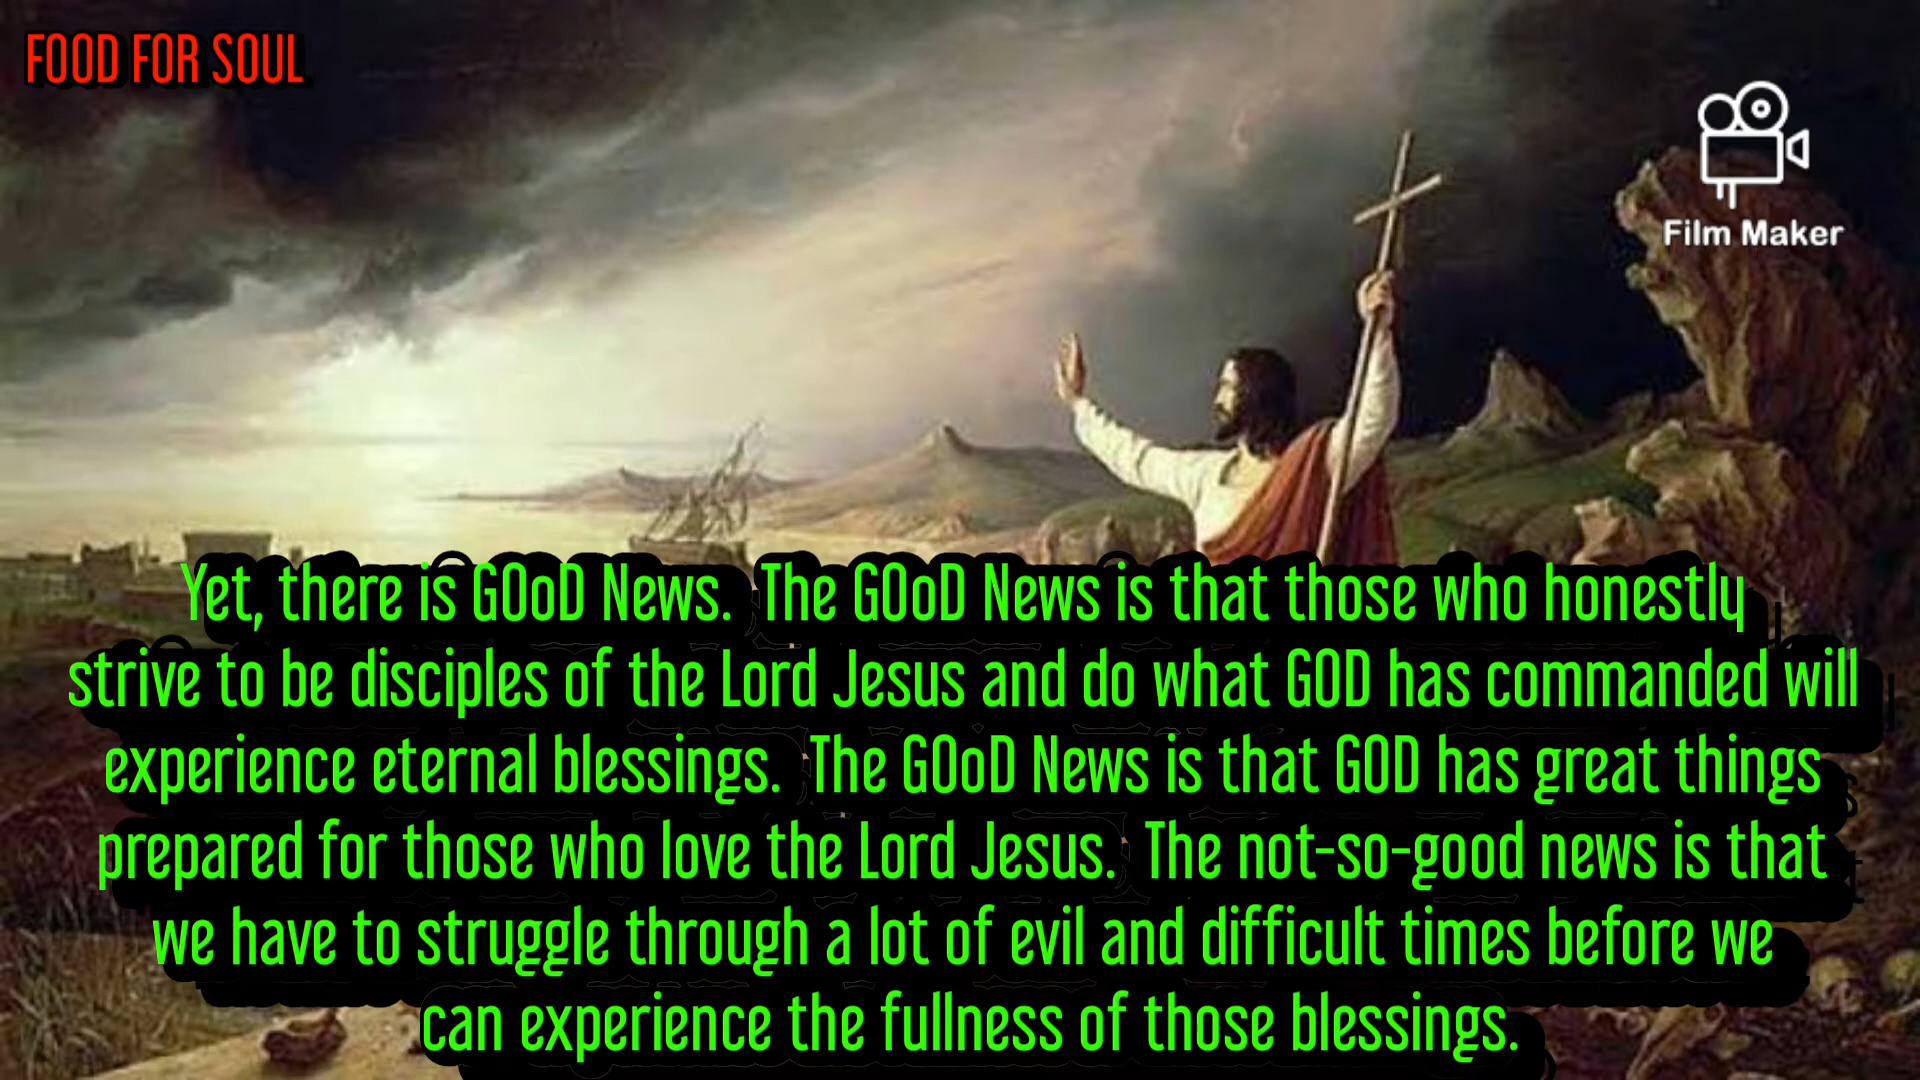 FOOD FOR SOUL
Film Maker
Yet, there is GOoD News.  The GOoD News is that those who honestly
strive to be disciples of the Lord Jesus and do what GOD has commanded will
experience eternal blessings.  The GOoD News is that GOD has great things
prepared for those who love the Lord Jesus.  The not-so-good news is that
we have to struggle through a lot of evil and difficult times before we
can experience the fullness of those blessings.